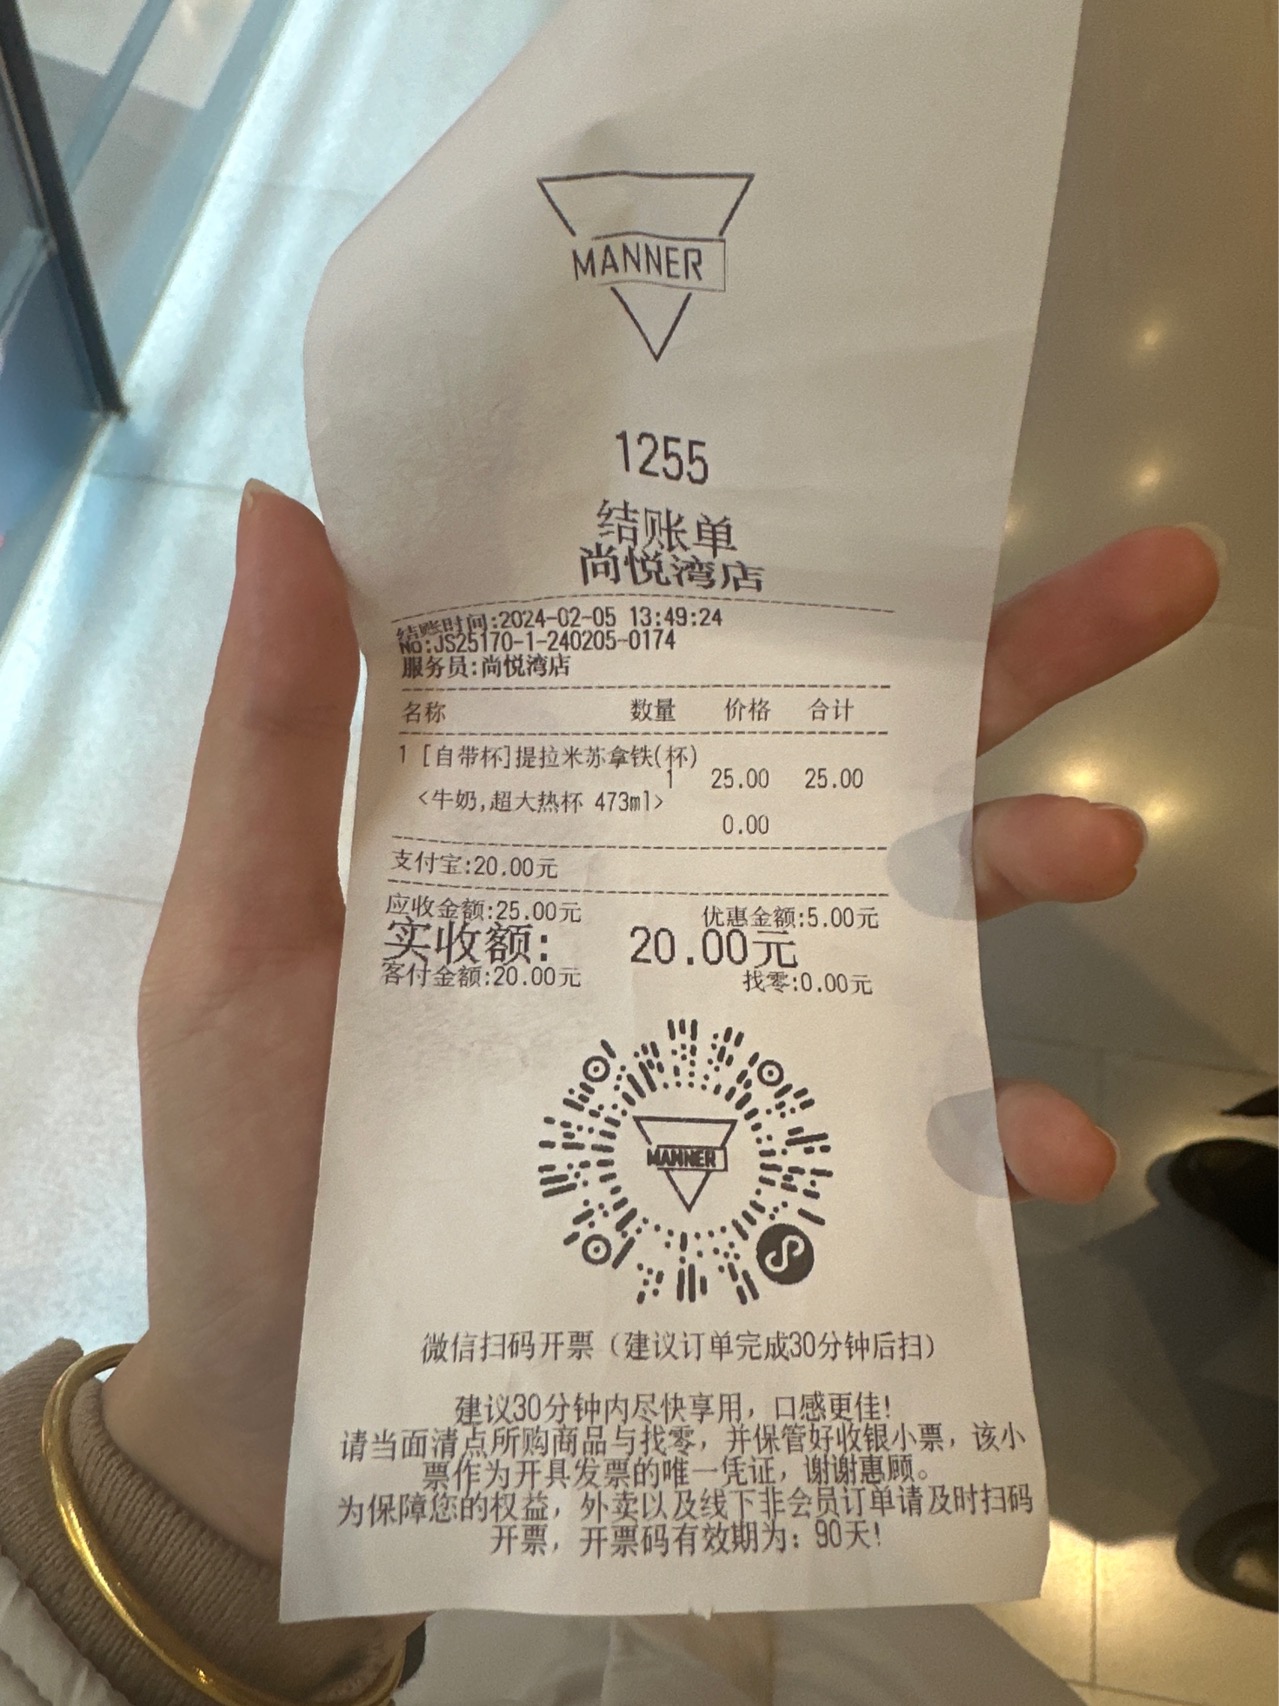 MANNER
1255
结账单
尚悦湾店
结账时间:2024-02-05 13:49:24
No:JS25170-1-240205-0174
服务员:尚悦湾店
名称 数量 价格 合计
1 [自带杯]提拉米苏拿铁(杯)
1 25.00 25.00
<牛奶,超大热杯 473ml>
0.00
支付宝:20.00元
应收金额:25.00元 优惠金额:5.00元
实收额: 20.00元
客付金额:20.00元 找零:0.00元
MANNER
微信扫码开票（建议订单完成30分钟后扫）
建议30分钟内尽快享用，口感更佳!
请当面清点所购商品与找零，并保管好收银小票，该小
票作为开具发票的唯一凭证，谢谢惠顾。
为保障您的权益，外卖以及线下非会员订单请及时扫码
开票，开票码有效期为：90天!